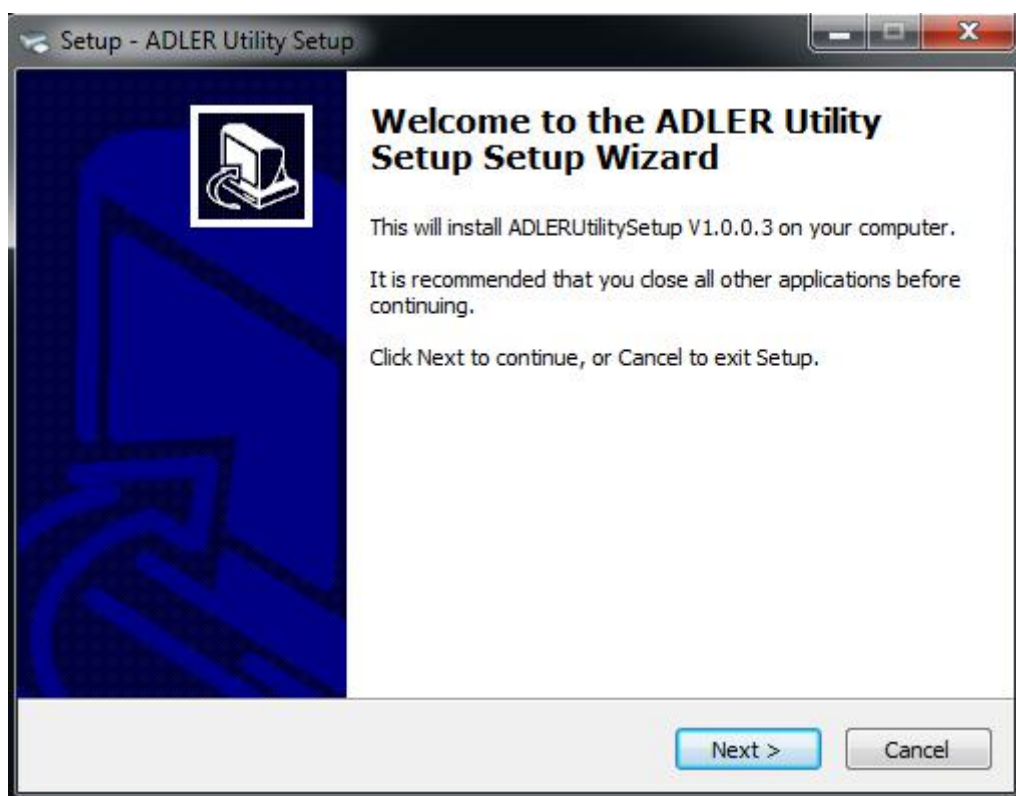 Setup - ADLER Utility Setup
Welcome to the ADLER Utility
Setup Setup Wizard
This will install ADLERUtilitySetup V1.0.0.3 on your computer.
It is recommended that you close all other applications before
continuing.
Click Next to continue, or Cancel to exit Setup.
Next >
Cancel